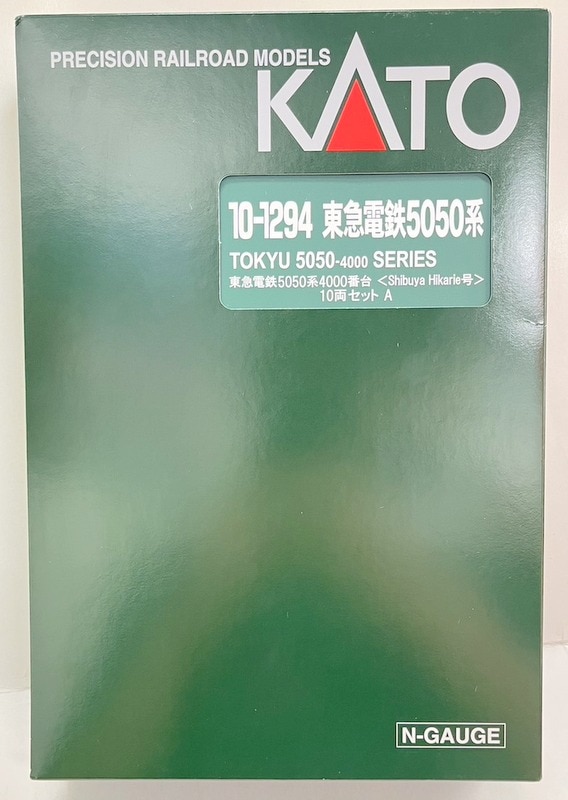 PRECISION RAILROAD MODELS
KATO
10-1294 東急電鉄5050系
TOKYU 5050-4000 SERIES
東急電鉄5050系4000番台 <Shibuya Hikarie号>
10両セット A
N-GAUGE